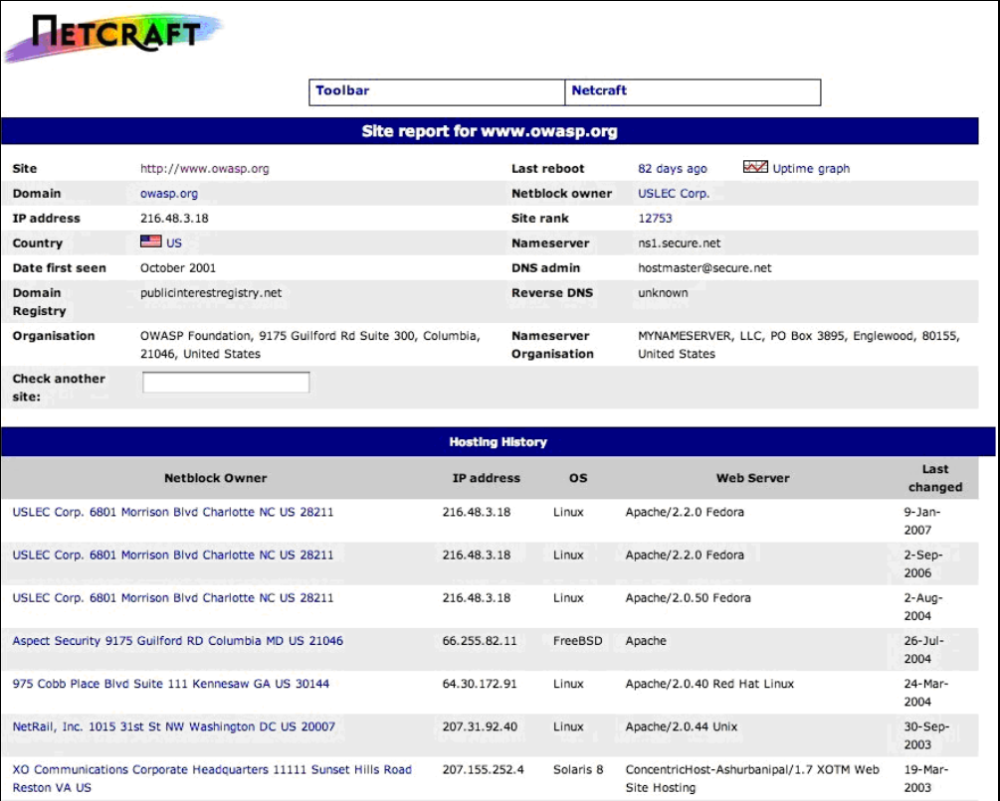 NETCRAFT
Toolbar Netcraft
Site report for www.owasp.org
Site http://www.owasp.org Last reboot 82 days ago Uptime graph
Domain owasp.org Netblock owner USLEC Corp.
IP address 216.48.3.18 Site rank 12753
Country US Nameserver ns1.secure.net
Date first seen October 2001 DNS admin hostmaster@secure.net
Domain publicinterestregistry.net Reverse DNS unknown
Registry
Organisation OWASP Foundation, 9175 Guilford Rd Suite 300, Columbia, Nameserver MYNAMESERVER, LLC, PO Box 3895, Englewood, 80155,
21046, United States Organisation United States
Check another
site:
Hosting History
Last
Netblock Owner IP address OS Web Server
changed
USLEC Corp. 6801 Morrison Blvd Charlotte NC US 28211 216.48.3.18 Linux Apache/2.2.0 Fedora 9-Jan-
2007
USLEC Corp. 6801 Morrison Blvd Charlotte NC US 28211 216.48.3.18 Linux Apache/2.2.0 Fedora 2-Sep-
2006
USLEC Corp. 6801 Morrison Blvd Charlotte NC US 28211 216.48.3.18 Linux Apache/2.0.50 Fedora 2-Aug-
2004
Aspect Security 9175 Guilford RD Columbia MD US 21046 66.255.82.11 FreeBSD Apache 26-Jul-
2004
975 Cobb Place Blvd Suite 111 Kennesaw GA US 30144 64.30.172.91 Linux Apache/2.0.40 Red Hat Linux 24-Mar-
2004
NetRail, Inc. 1015 31st St NW Washington DC US 20007 207.31.92.40 Linux Apache/2.0.44 Unix 30-Sep-
2003
XO Communications Corporate Headquarters 11111 Sunset Hills Road 207.155.252.4 Solaris 8 ConcentricHost-Ashurbanipal/1.7 XOTM Web 19-Mar-
Reston VA US Site Hosting 2003